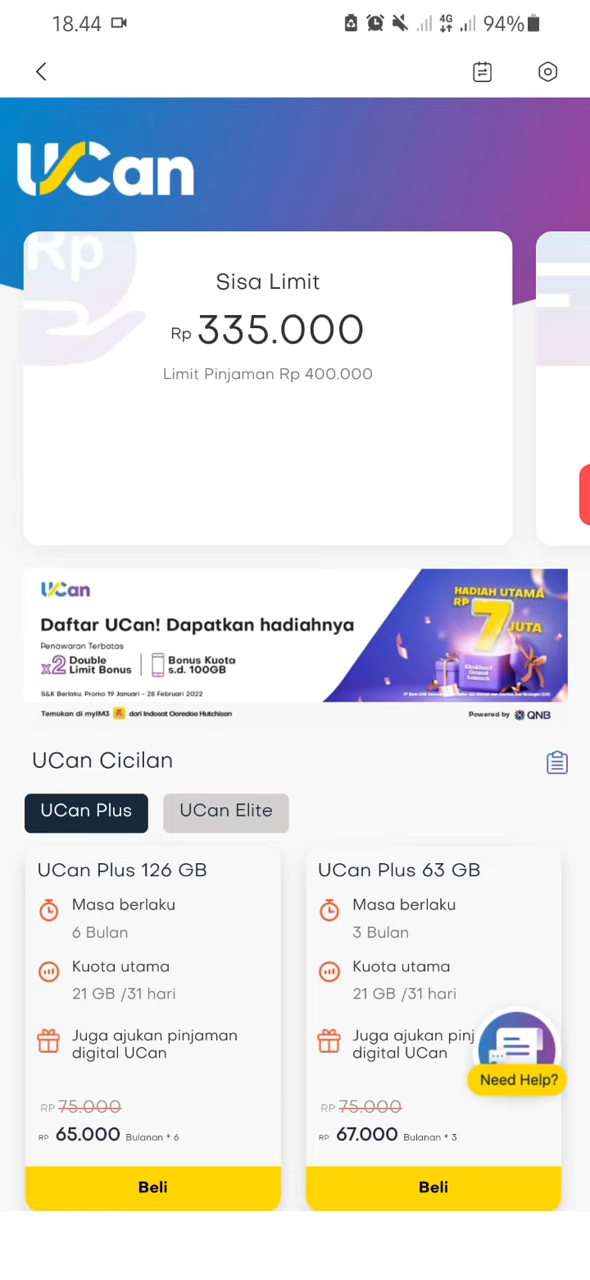 18.44
4G
94%
UCan
Rp
Sisa Limit
Rp 335.000
Limit Pinjaman Rp 400.000
UCan
Daftar UCan! Dapatkan hadiahnya
Penawaran Terbatas
x2 Double Limit Bonus
Bonus Kuota s.d. 100GB
S&K Berlaku. Promo 19 Januari - 28 Februari 2022
HADIAH UTAMA
RP 7 JUTA
Eksklusif Grand Launch
Temukan di myIM3 dari Indosat Ooredoo Hutchison
Powered by QNB
UCan Cicilan
UCan Plus
UCan Elite
UCan Plus 126 GB
Masa berlaku
6 Bulan
Kuota utama
21 GB /31 hari
Juga ajukan pinjaman
digital UCan
RP 75.000
RP 65.000 Bulanan * 6
Beli
UCan Plus 63 GB
Masa berlaku
3 Bulan
Kuota utama
21 GB /31 hari
Juga ajukan pinj
digital UCan
RP 75.000
RP 67.000 Bulanan * 3
Beli
Need Help?